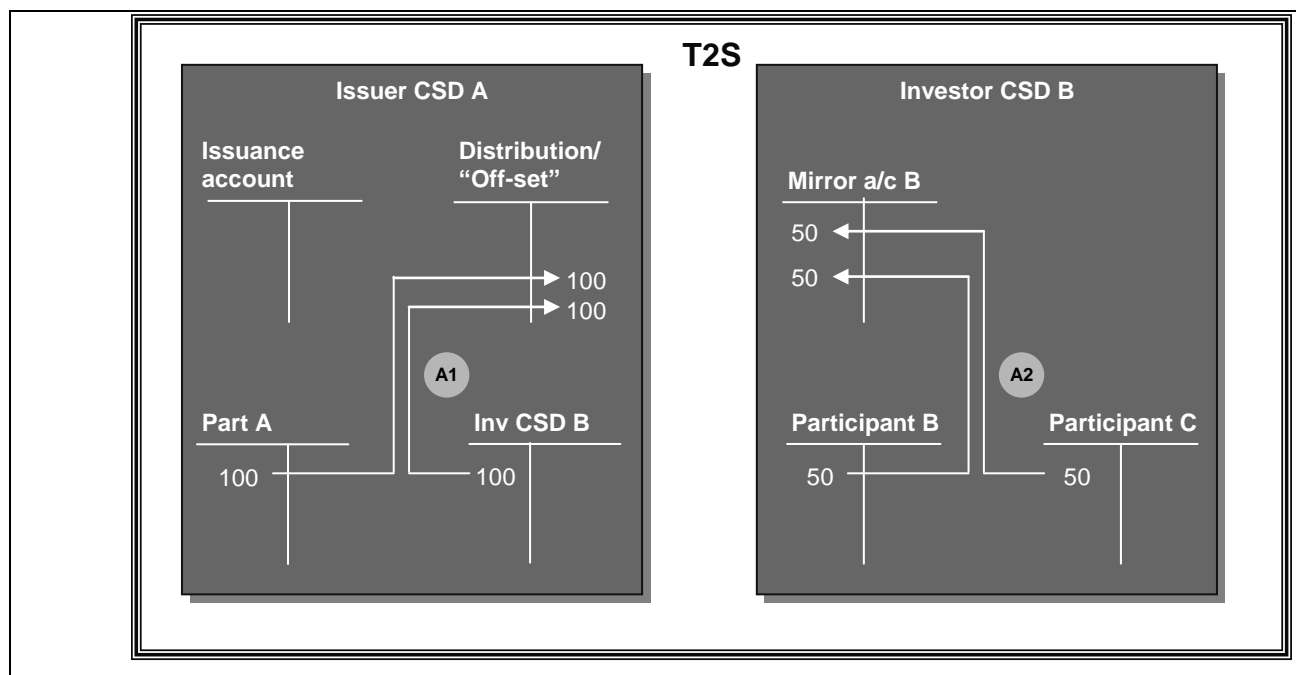 T2S
Issuer CSD A
Issuance
account
Distribution/
“Off-set”
100
100
A1
Part A
Inv CSD B
100
100
Investor CSD B
Mirror a/c B
50
50
A2
Participant B
Participant C
50
50